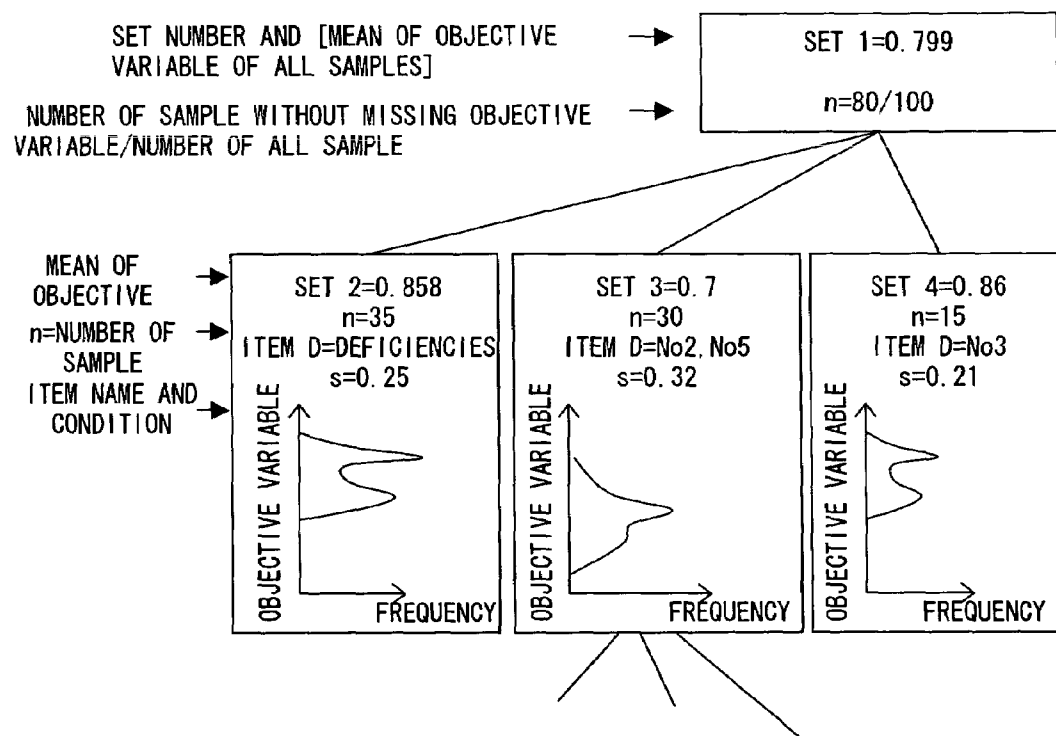 SET NUMBER AND [MEAN OF OBJECTIVE
VARIABLE OF ALL SAMPLES]
SET 1=0.799
NUMBER OF SAMPLE WITHOUT MISSING OBJECTIVE
VARIABLE/NUMBER OF ALL SAMPLE
n=80/100
MEAN OF
OBJECTIVE
n=NUMBER OF
SAMPLE
ITEM NAME AND
CONDITION
SET 2=0.858
n=35
ITEM D=DEFICIENCIES
s=0.25
OBJECTIVE VARIABLE
FREQUENCY
SET 3=0.7
n=30
ITEM D=No2, No5
s=0.32
OBJECTIVE VARIABLE
FREQUENCY
SET 4=0.86
n=15
ITEM D=No3
s=0.21
OBJECTIVE VARIABLE
FREQUENCY